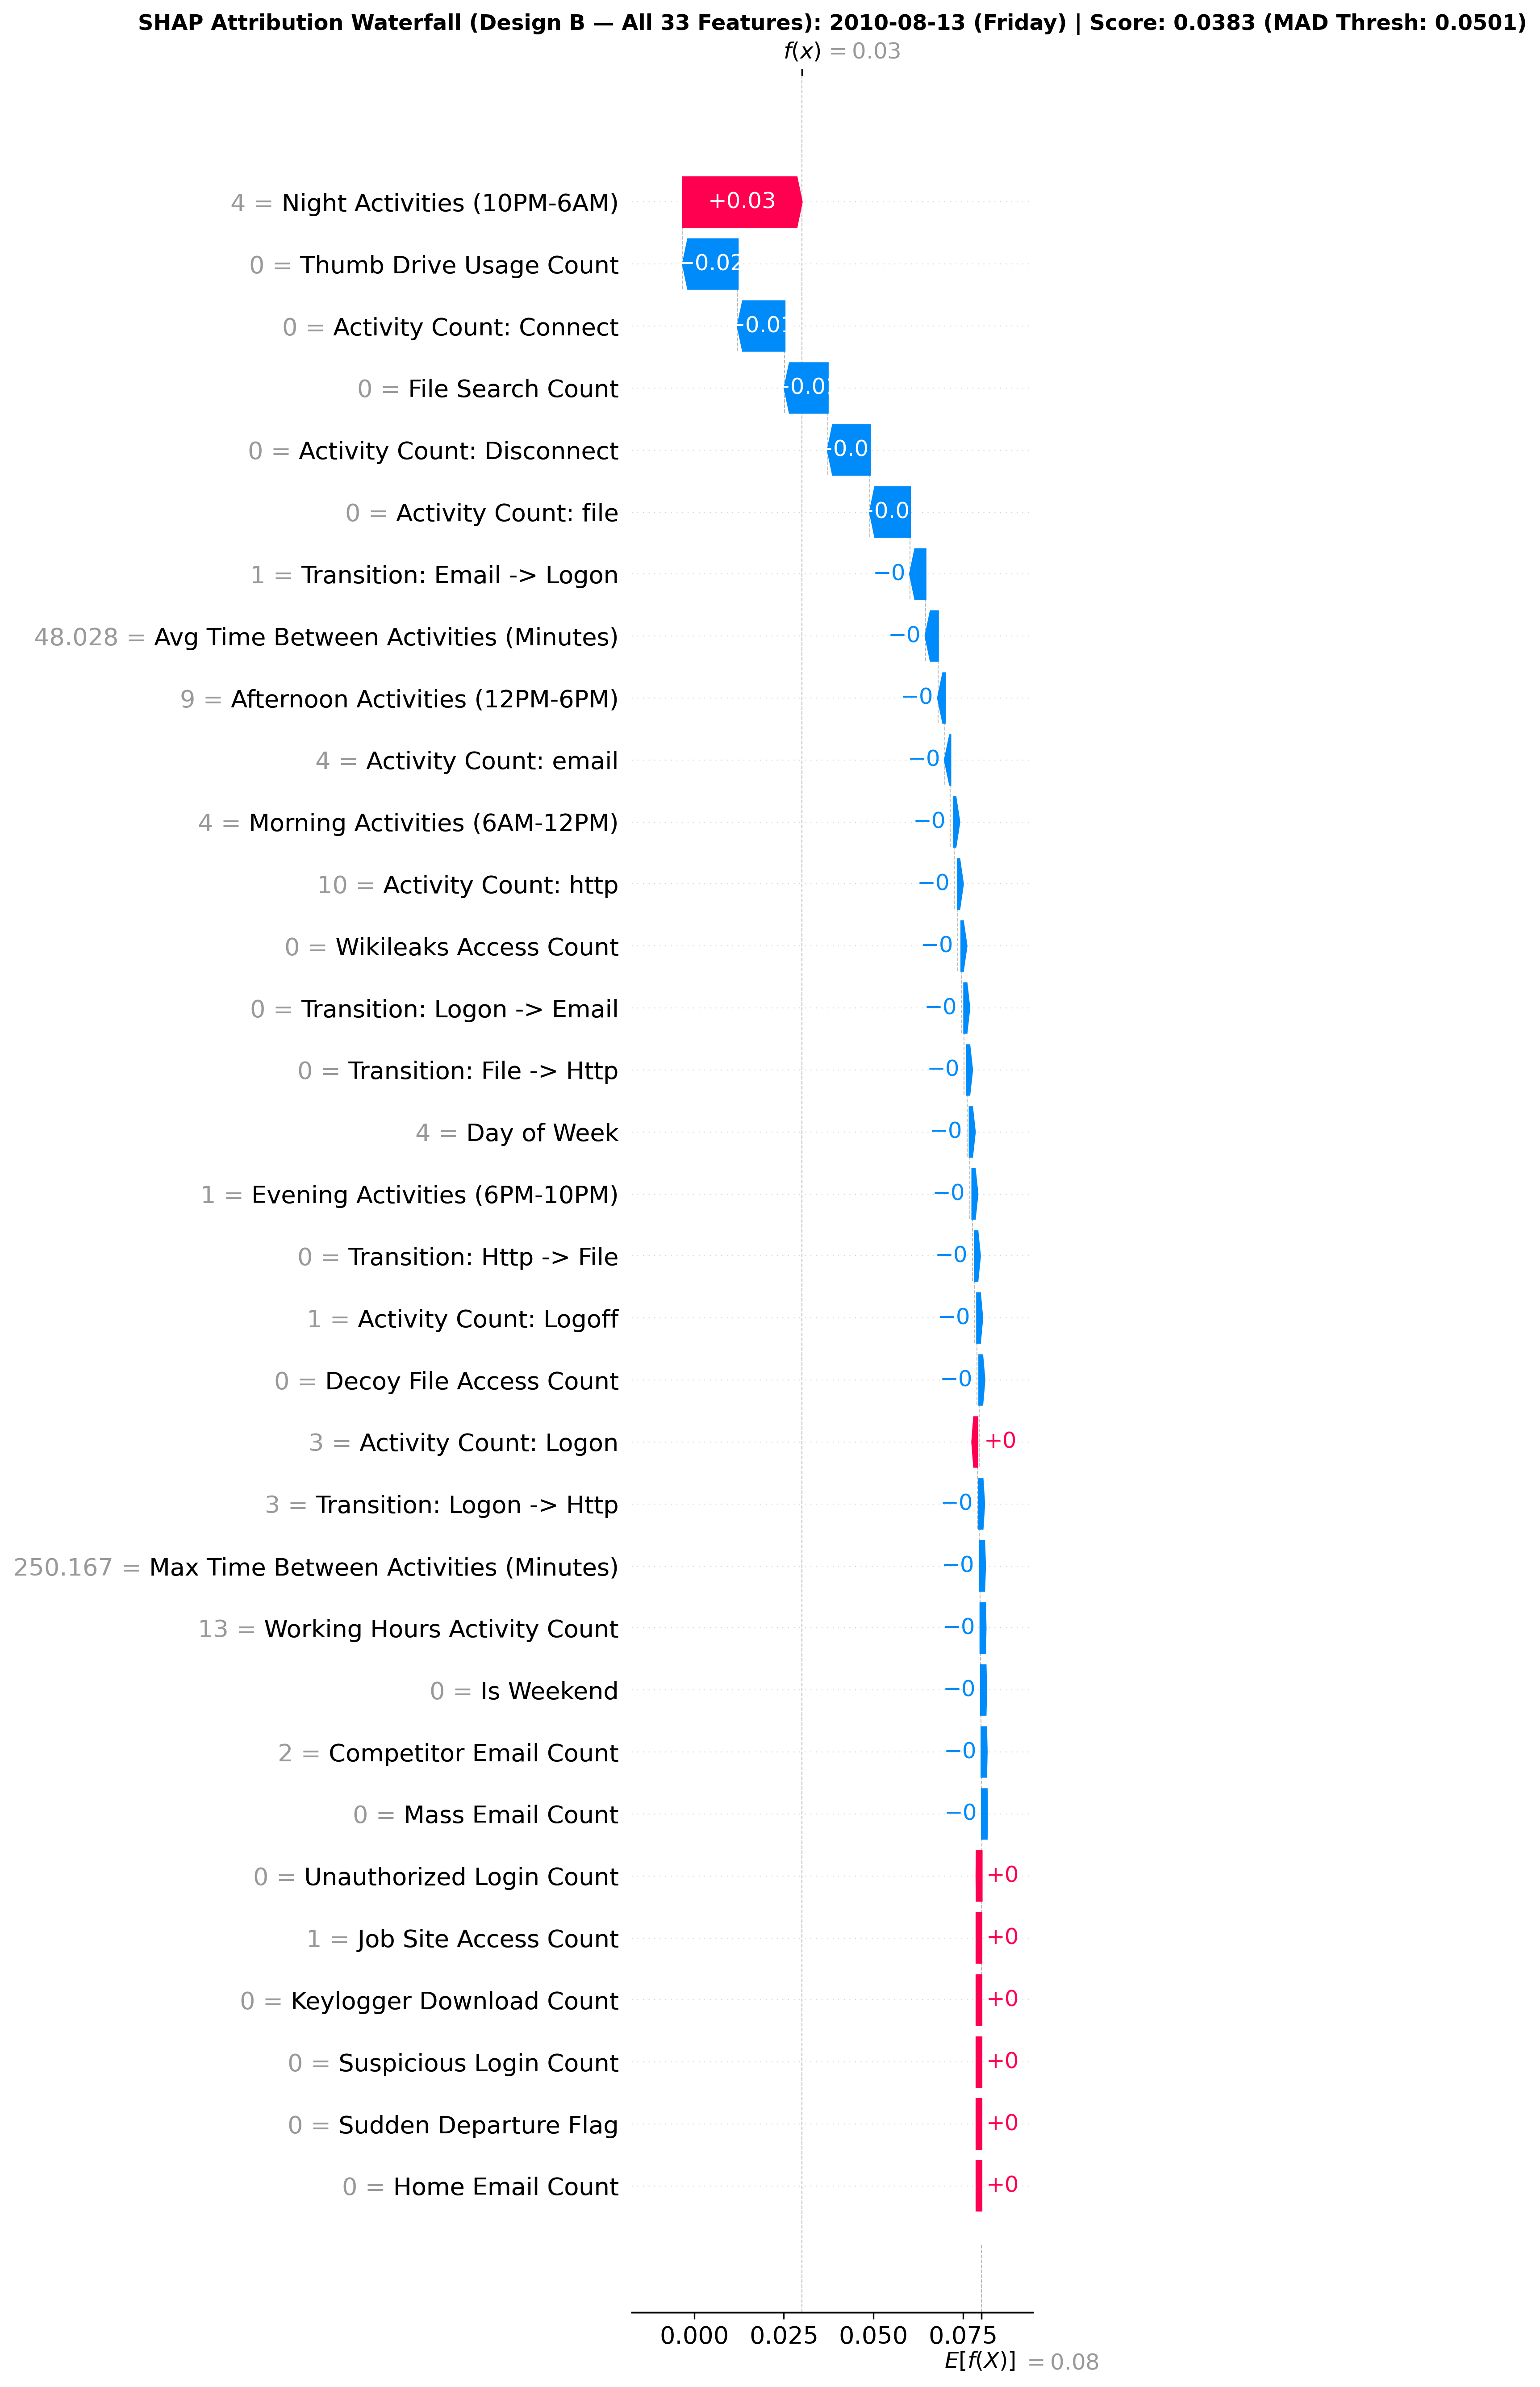 SHAP Attribution Waterfall (Design B — All 33 Features): 2010-08-13 (Friday) | Score: 0.0383 (MAD Thresh: 0.0501)
f(x) = 0.03
4 = Night Activities (10PM-6AM) +0.03
0 = Thumb Drive Usage Count −0.02
0 = Activity Count: Connect −0.01
0 = File Search Count −0.0
0 = Activity Count: Disconnect −0.0
0 = Activity Count: file −0.0
1 = Transition: Email -> Logon −0
48.028 = Avg Time Between Activities (Minutes) −0
9 = Afternoon Activities (12PM-6PM) −0
4 = Activity Count: email −0
4 = Morning Activities (6AM-12PM) −0
10 = Activity Count: http −0
0 = Wikileaks Access Count −0
0 = Transition: Logon -> Email −0
0 = Transition: File -> Http −0
4 = Day of Week −0
1 = Evening Activities (6PM-10PM) −0
0 = Transition: Http -> File −0
1 = Activity Count: Logoff −0
0 = Decoy File Access Count −0
3 = Activity Count: Logon +0
3 = Transition: Logon -> Http −0
250.167 = Max Time Between Activities (Minutes) −0
13 = Working Hours Activity Count −0
0 = Is Weekend −0
2 = Competitor Email Count −0
0 = Mass Email Count −0
0 = Unauthorized Login Count +0
1 = Job Site Access Count +0
0 = Keylogger Download Count +0
0 = Suspicious Login Count +0
0 = Sudden Departure Flag +0
0 = Home Email Count +0
0.000 0.025 0.050 0.075
E[f(X)] = 0.08